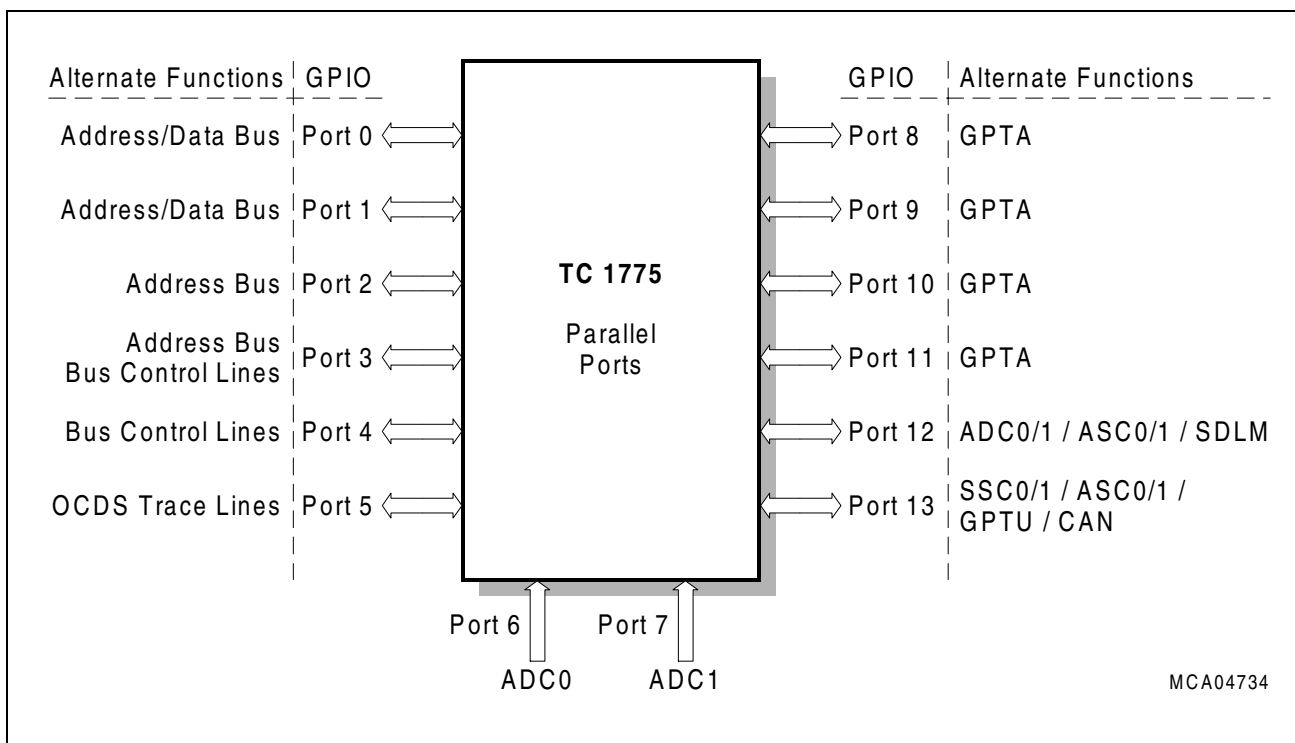 Alternate Functions GPIO
Address/Data Bus Port 0
Address/Data Bus Port 1
Address Bus Port 2
Address Bus
Bus Control Lines Port 3
Bus Control Lines Port 4
OCDS Trace Lines Port 5
TC 1775
Parallel
Ports
GPIO Alternate Functions
Port 8 GPTA
Port 9 GPTA
Port 10 GPTA
Port 11 GPTA
Port 12 ADC0/1 / ASC0/1 / SDLM
Port 13 SSC0/1 / ASC0/1 /
GPTU / CAN
Port 6 Port 7
ADC0 ADC1
MCA04734